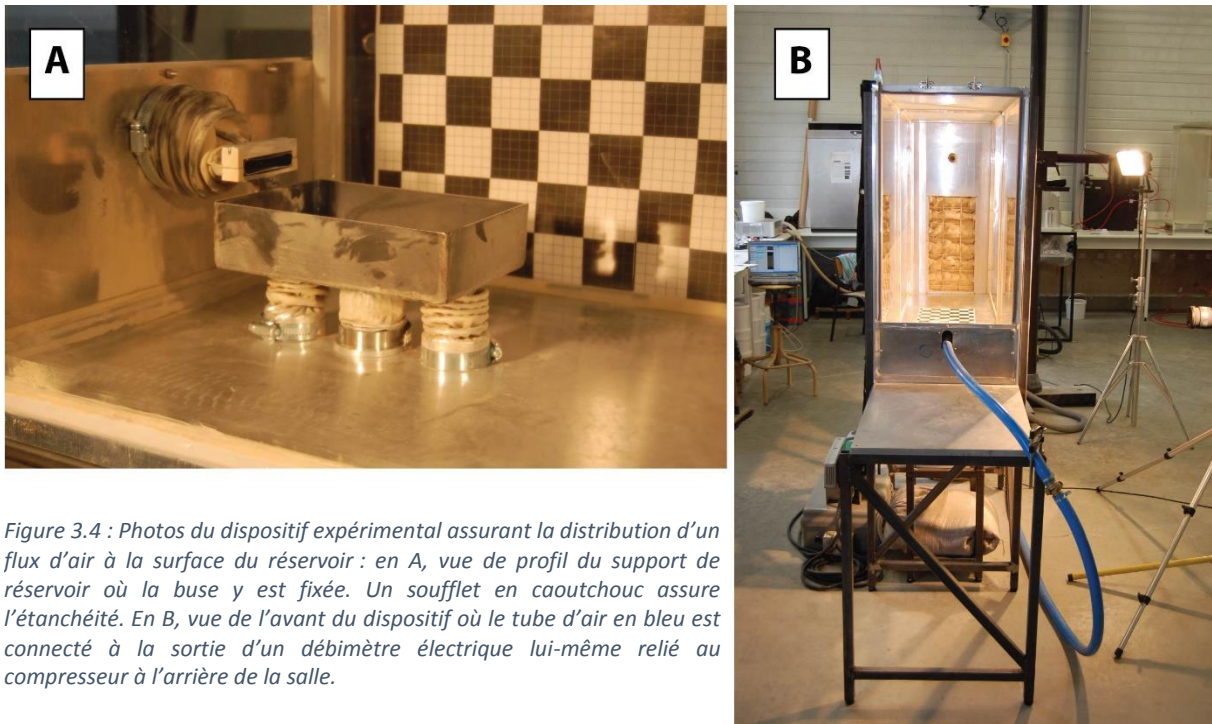 A
B
Figure 3.4 : Photos du dispositif expérimental assurant la distribution d'un
flux d'air à la surface du réservoir : en A, vue de profil du support de
réservoir où la buse y est fixée. Un soufflet en caoutchouc assure
l'étanchéité. En B, vue de l'avant du dispositif où le tube d'air en bleu est
connecté à la sortie d'un débimètre électrique lui-même relié au
compresseur à l'arrière de la salle.